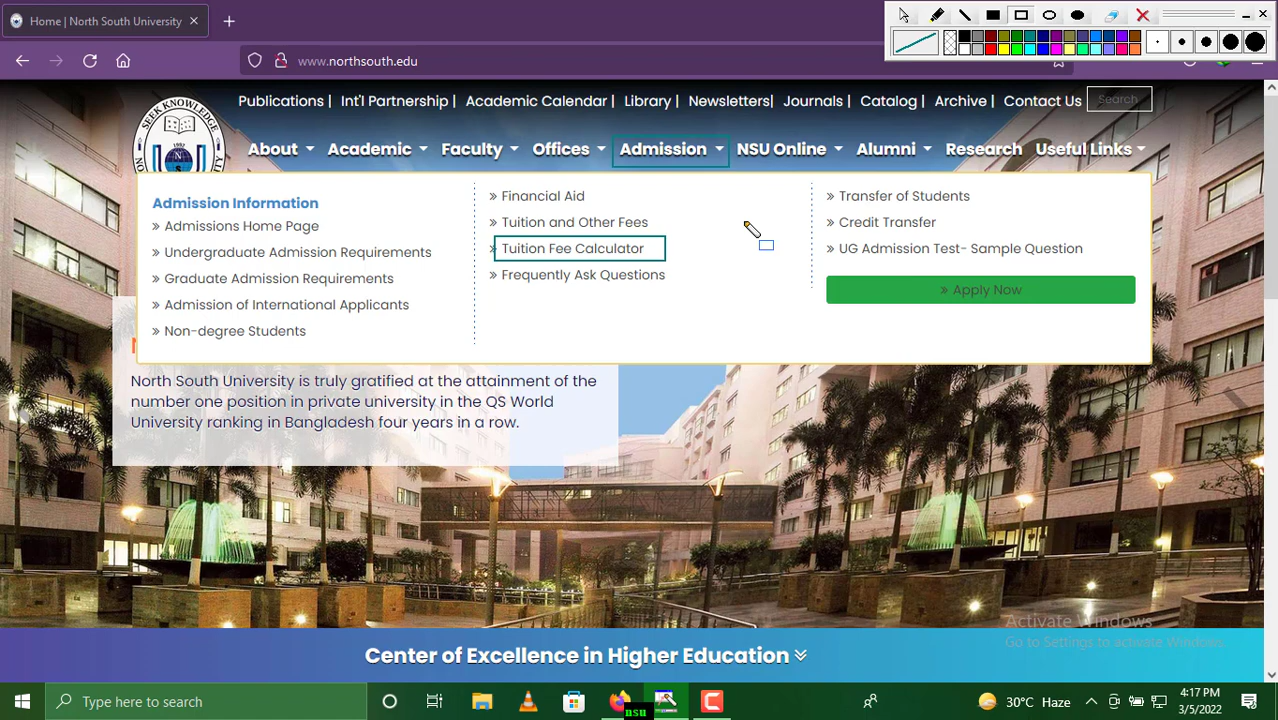 Home | North South University
www.northsouth.edu
Publications | Int'l Partnership | Academic Calendar | Library | Newsletters| Journals | Catalog | Archive | Contact Us Search
SEEK KNOWLEDGE
1992
About Academic Faculty Offices Admission NSU Online Alumni Research Useful Links
Admission Information
» Admissions Home Page
» Undergraduate Admission Requirements
» Graduate Admission Requirements
» Admission of International Applicants
» Non-degree Students
» Financial Aid
» Tuition and Other Fees
» Tuition Fee Calculator
» Frequently Ask Questions
» Transfer of Students
» Credit Transfer
» UG Admission Test- Sample Question
» Apply Now
North South University is truly gratified at the attainment of the
number one position in private university in the QS World
University ranking in Bangladesh four years in a row.
Activate Windows
Go to Settings to activate Windows.
Center of Excellence in Higher Education
Type here to search
nsu
30°C Haze
4:17 PM
3/5/2022